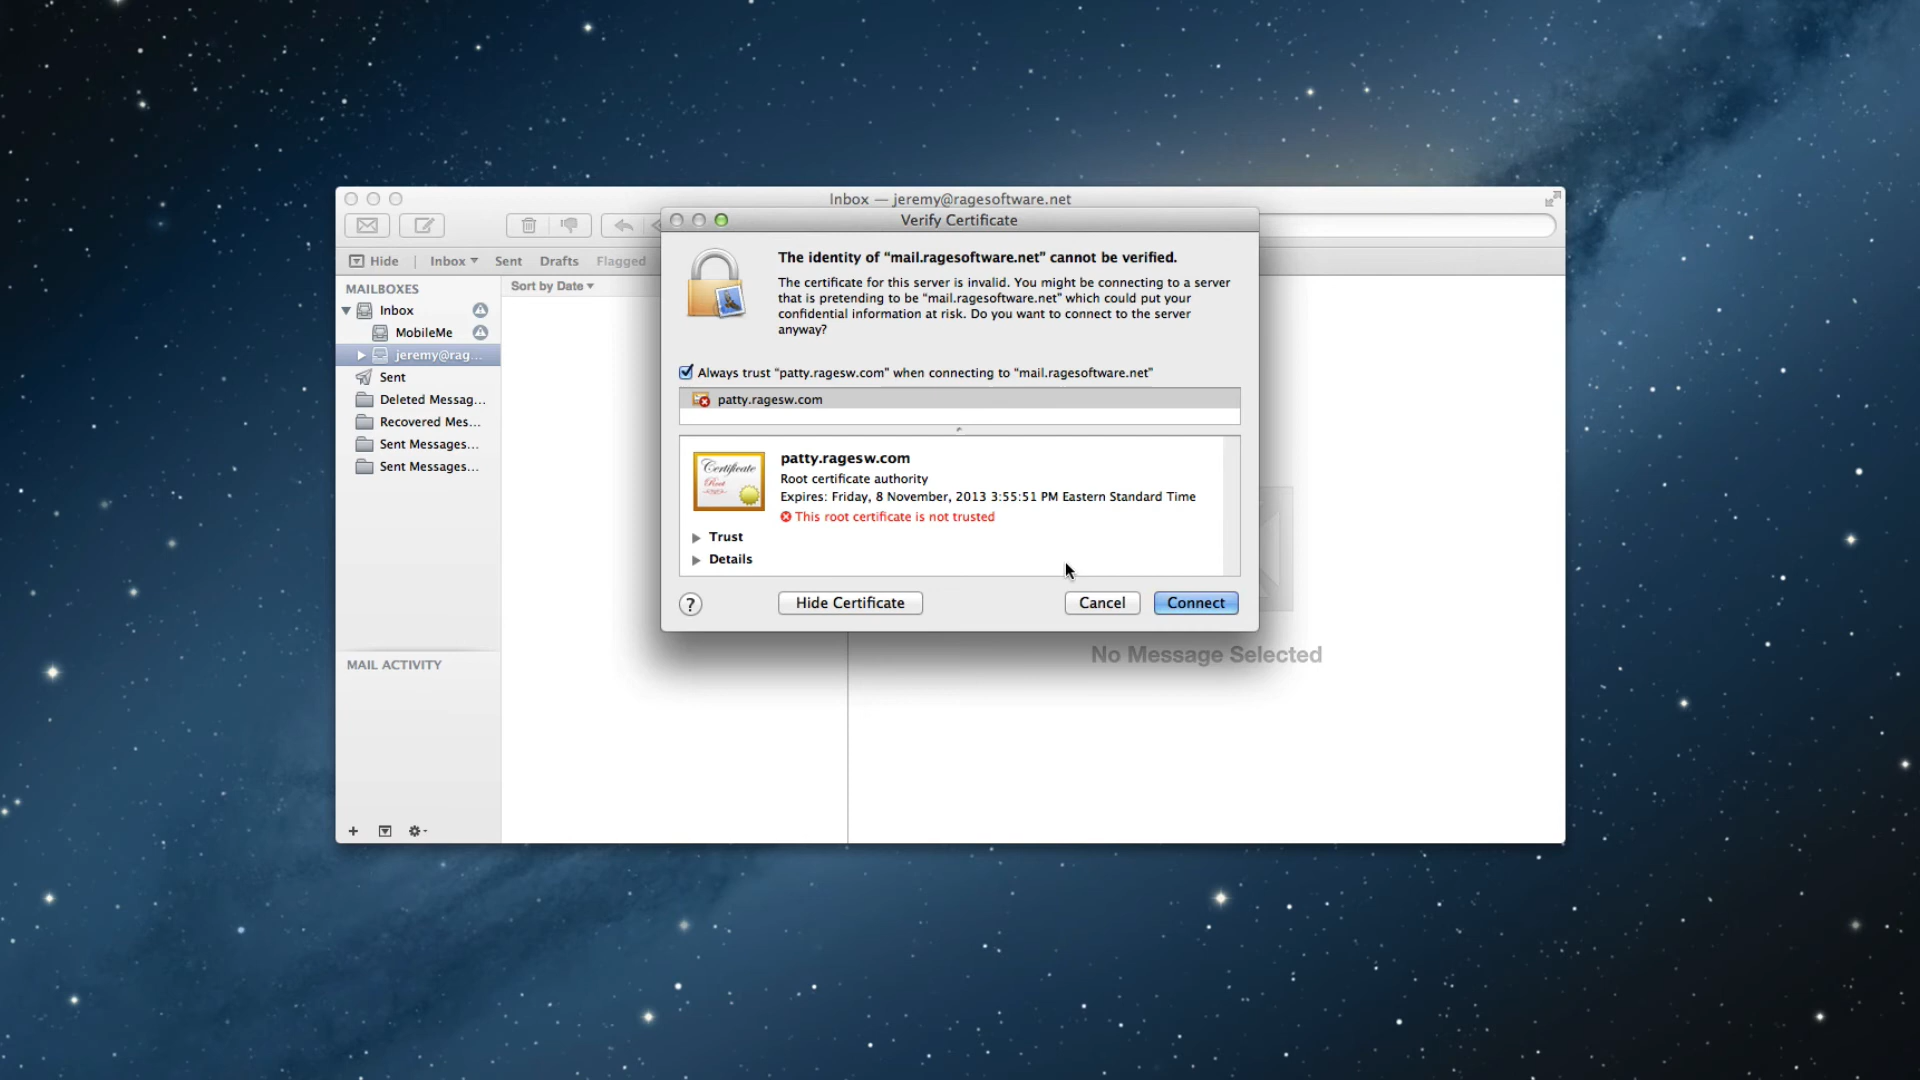 Inbox — jeremy@ragesoftware.net
Verify Certificate
Hide
Inbox
Sent
Drafts
Flagged
MAILBOXES
Inbox
MobileMe
jeremy@rag...
Sent
Deleted Messag...
Recovered Mes...
Sent Messages...
Sent Messages...
MAIL ACTIVITY
Sort by Date
The identity of “mail.ragesoftware.net” cannot be verified.
The certificate for this server is invalid. You might be connecting to a server
that is pretending to be “mail.ragesoftware.net” which could put your
confidential information at risk. Do you want to connect to the server
anyway?
Always trust “patty.ragesw.com” when connecting to “mail.ragesoftware.net”
patty.ragesw.com
Certificate
Root
patty.ragesw.com
Root certificate authority
Expires: Friday, 8 November, 2013 3:55:51 PM Eastern Standard Time
This root certificate is not trusted
Trust
Details
?
Hide Certificate
Cancel
Connect
No Message Selected